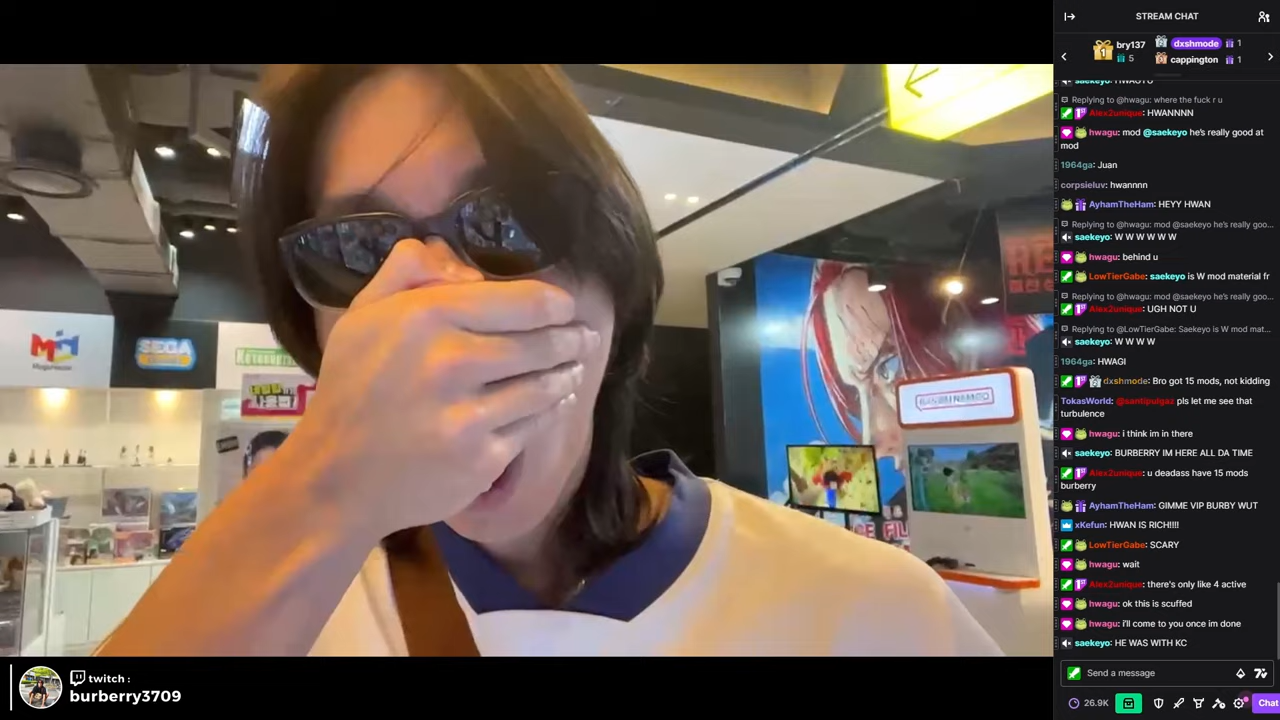 STREAM CHAT
bry137
5
dxshmode 1
cappington 1
Replying to @hwagu: where the fuck r u
Alex2unique: HWANNNN
hwagu: mod @saekeyo he's really good at
mod
1964ga: Juan
corpsieluv: hwannnn
AyhamTheHam: HEYY HWAN
Replying to @hwagu: mod @saekeyo he's really goo...
saekeyo: W W W W W W
hwagu: behind u
LowTierGabe: saekeyo is W mod material fr
Replying to @hwagu: mod @saekeyo he's really goo...
Alex2unique: UGH NOT U
Replying to @LowTierGabe: Saekeyo is W mod mat...
saekeyo: W W W W
1964ga: HWAGI
dxshmode: Bro got 15 mods, not kidding
TokasWorld: @santipulgaz pls let me see that
turbulence
hwagu: i think im in there
saekeyo: BURBERRY IM HERE ALL DA TIME
Alex2unique: u deadass have 15 mods
burberry
AyhamTheHam: GIMME VIP BURBY WUT
xKefun: HWAN IS RICH!!!!
LowTierGabe: SCARY
hwagu: wait
Alex2unique: there's only like 4 active
hwagu: ok this is scuffed
hwagu: i'll come to you once im done
saekeyo: HE WAS WITH KC
Send a message
26.9K
Chat
SEGA
BANDAI NAMCO
twitch :
burberry3709